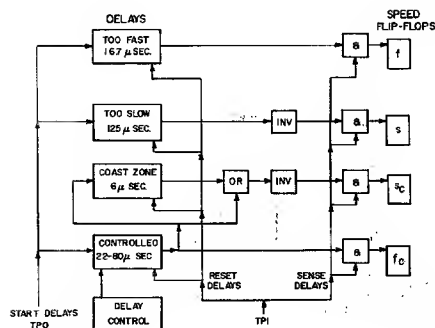 DELAYS
SPEED
FLIP-FLOPS
TOO FAST
167 μ SEC.
&
f
TOO SLOW
125 μ SEC.
INV
&
s
COAST ZONE
6 μ SEC.
OR
INV
&
sc
CONTROLLED
22-80 μ SEC
&
fc
RESET
DELAYS
SENSE
DELAYS
START DELAYS
TPO
DELAY
CONTROL
TPI